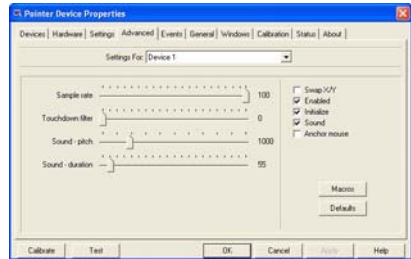 Pointer Device Properties
Devices Hardware Settings Advanced Events General Windows Calibration Status About
Settings For: Device 1
Sample rate 100
Touchdown filter 0
Sound - pitch 1000
Sound - duration 55
Swap X/Y
Enabled
Initialize
Sound
Anchor mouse
Macros
Defaults
Calibrate Test OK Cancel Apply Help